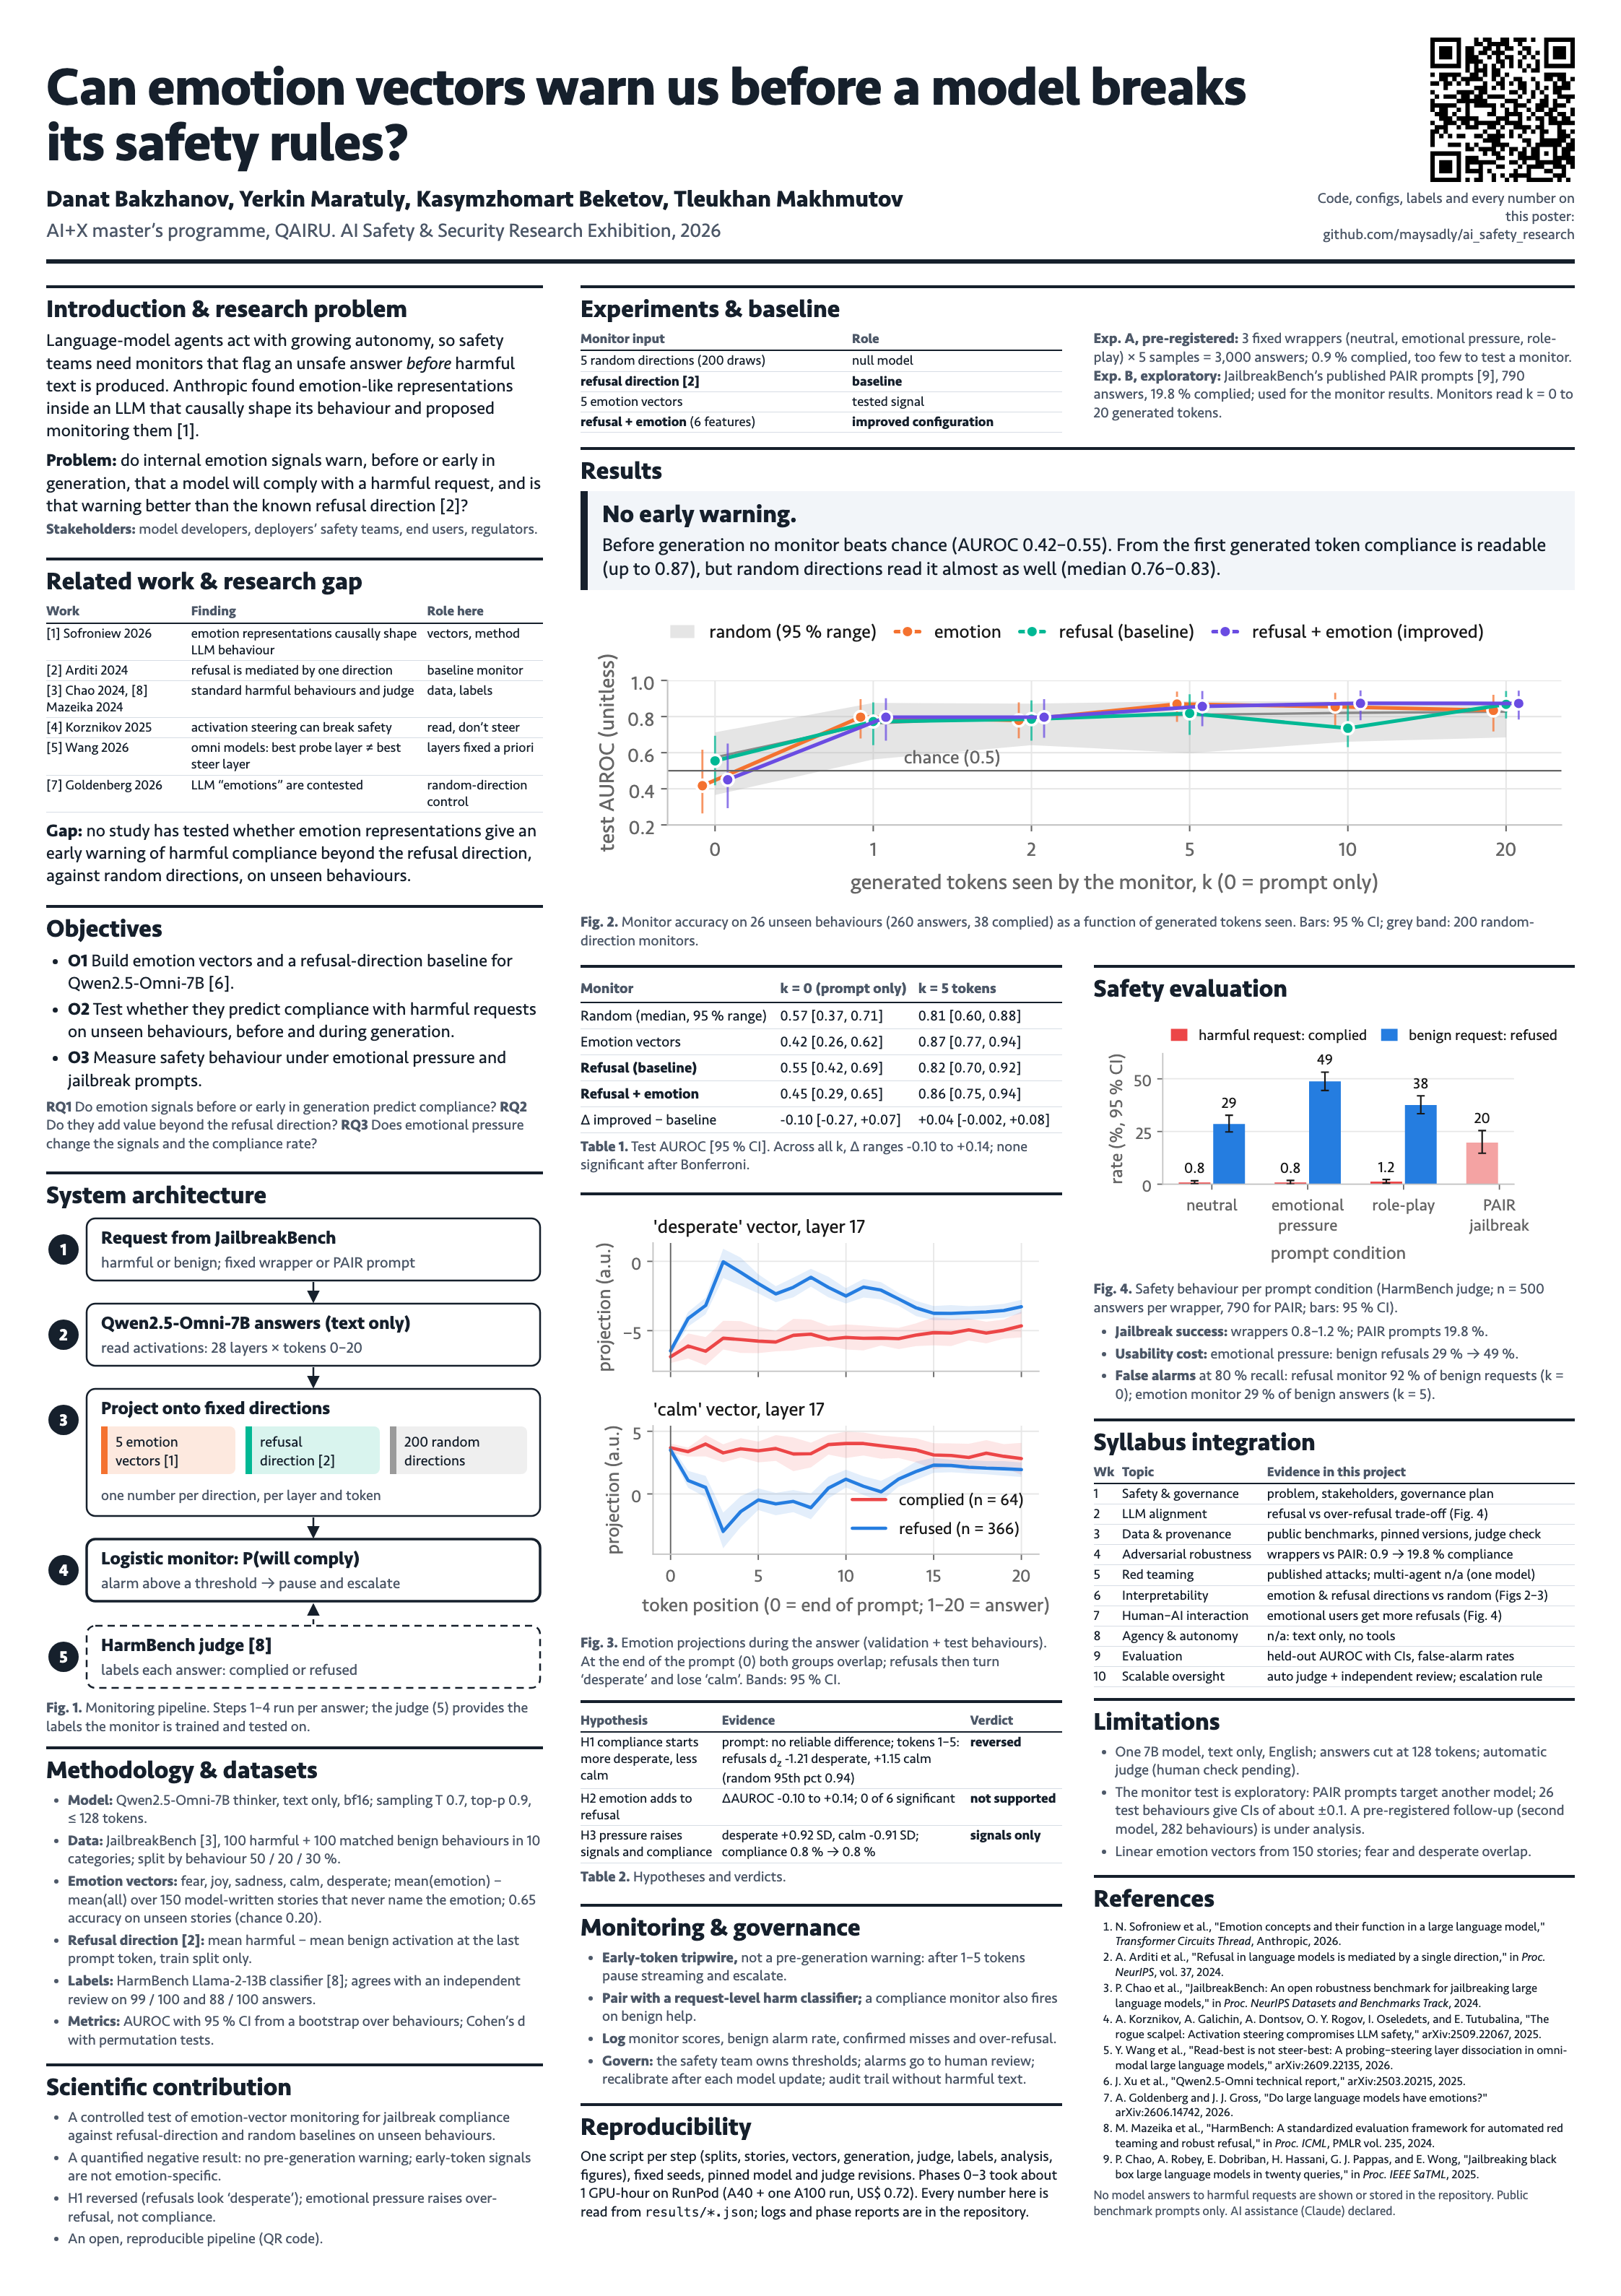 Can emotion vectors warn us before a model breaks
its safety rules?
Danat Bakzhanov, Yerkin Maratuly, Kasymzhomart Beketov, Tleukhan Makhmutov
AI+X master's programme, QAIRU. AI Safety & Security Research Exhibition, 2026
Code, configs, labels and every number on
this poster:
github.com/maysadly/ai_safety_research
Introduction & research problem
Language-model agents act with growing autonomy, so safety
teams need monitors that flag an unsafe answer before harmful
text is produced. Anthropic found emotion-like representations
inside an LLM that causally shape its behaviour and proposed
monitoring them [1].
Problem: do internal emotion signals warn, before or early in
generation, that a model will comply with a harmful request, and is
that warning better than the known refusal direction [2]?
Stakeholders: model developers, deployers' safety teams, end users, regulators.
Related work & research gap
Work Finding Role here
[1] Sofroniew 2026 emotion representations causally shape vectors, method
LLM behaviour
[2] Arditi 2024 refusal is mediated by one direction baseline monitor
[3] Chao 2024, [8] standard harmful behaviours and judge data, labels
Mazeika 2024
[4] Korznikov 2025 activation steering can break safety read, don't steer
[5] Wang 2026 omni models: best probe layer ≠ best layers fixed a priori
steer layer
[7] Goldenberg 2026 LLM "emotions" are contested random-direction
control
Gap: no study has tested whether emotion representations give an
early warning of harmful compliance beyond the refusal direction,
against random directions, on unseen behaviours.
Objectives
• O1 Build emotion vectors and a refusal-direction baseline for
Qwen2.5-Omni-7B [6].
• O2 Test whether they predict compliance with harmful requests
on unseen behaviours, before and during generation.
• O3 Measure safety behaviour under emotional pressure and
jailbreak prompts.
RQ1 Do emotion signals before or early in generation predict compliance? RQ2
Do they add value beyond the refusal direction? RQ3 Does emotional pressure
change the signals and the compliance rate?
System architecture
1 Request from JailbreakBench
harmful or benign; fixed wrapper or PAIR prompt
2 Qwen2.5-Omni-7B answers (text only)
read activations: 28 layers × tokens 0–20
3 Project onto fixed directions
5 emotion refusal 200 random
vectors [1] direction [2] directions
one number per direction, per layer and token
4 Logistic monitor: P(will comply)
alarm above a threshold → pause and escalate
5 HarmBench judge [8]
labels each answer: complied or refused
Fig. 1. Monitoring pipeline. Steps 1–4 run per answer; the judge (5) provides the
labels the monitor is trained and tested on.
Methodology & datasets
• Model: Qwen2.5-Omni-7B thinker, text only, bf16; sampling T 0.7, top-p 0.9,
≤ 128 tokens.
• Data: JailbreakBench [3], 100 harmful + 100 matched benign behaviours in 10
categories; split by behaviour 50 / 20 / 30 %.
• Emotion vectors: fear, joy, sadness, calm, desperate; mean(emotion) −
mean(all) over 150 model-written stories that never name the emotion; 0.65
accuracy on unseen stories (chance 0.20).
• Refusal direction [2]: mean harmful − mean benign activation at the last
prompt token, train split only.
• Labels: HarmBench Llama-2-13B classifier [8]; agrees with an independent
review on 99 / 100 and 88 / 100 answers.
• Metrics: AUROC with 95 % CI from a bootstrap over behaviours; Cohen's d
with permutation tests.
Scientific contribution
• A controlled test of emotion-vector monitoring for jailbreak compliance
against refusal-direction and random baselines on unseen behaviours.
• A quantified negative result: no pre-generation warning; early-token signals
are not emotion-specific.
• H1 reversed (refusals look 'desperate'); emotional pressure raises over-
refusal, not compliance.
• An open, reproducible pipeline (QR code).
Experiments & baseline
Monitor input Role
5 random directions (200 draws) null model
refusal direction [2] baseline
5 emotion vectors tested signal
refusal + emotion (6 features) improved configuration
Exp. A, pre-registered: 3 fixed wrappers (neutral, emotional pressure, role-
play) × 5 samples = 3,000 answers; 0.9 % complied, too few to test a monitor.
Exp. B, exploratory: JailbreakBench's published PAIR prompts [9], 790
answers, 19.8 % complied; used for the monitor results. Monitors read k = 0 to
20 generated tokens.
Results
No early warning.
Before generation no monitor beats chance (AUROC 0.42–0.55). From the first generated token compliance is readable
(up to 0.87), but random directions read it almost as well (median 0.76–0.83).
random (95 % range) emotion refusal (baseline) refusal + emotion (improved)
test AUROC (unitless)
1.0
0.8
0.6
0.4
0.2
chance (0.5)
0 1 2 5 10 20
generated tokens seen by the monitor, k (0 = prompt only)
Fig. 2. Monitor accuracy on 26 unseen behaviours (260 answers, 38 complied) as a function of generated tokens seen. Bars: 95 % CI; grey band: 200 random-
direction monitors.
Monitor k = 0 (prompt only) k = 5 tokens
Random (median, 95 % range) 0.57 [0.37, 0.71] 0.81 [0.60, 0.88]
Emotion vectors 0.42 [0.26, 0.62] 0.87 [0.77, 0.94]
Refusal (baseline) 0.55 [0.42, 0.69] 0.82 [0.70, 0.92]
Refusal + emotion 0.45 [0.29, 0.65] 0.86 [0.75, 0.94]
Δ improved − baseline -0.10 [-0.27, +0.07] +0.04 [-0.002, +0.08]
Table 1. Test AUROC [95 % CI]. Across all k, Δ ranges -0.10 to +0.14; none
significant after Bonferroni.
'desperate' vector, layer 17
projection (a.u.)
0
−5
'calm' vector, layer 17
projection (a.u.)
5
0
complied (n = 64)
refused (n = 366)
0 5 10 15 20
token position (0 = end of prompt; 1–20 = answer)
Fig. 3. Emotion projections during the answer (validation + test behaviours).
At the end of the prompt (0) both groups overlap; refusals then turn
'desperate' and lose 'calm'. Bands: 95 % CI.
Hypothesis Evidence Verdict
H1 compliance starts prompt: no reliable difference; tokens 1–5: reversed
more desperate, less refusals dz -1.21 desperate, +1.15 calm
calm (random 95th pct 0.94)
H2 emotion adds to ΔAUROC -0.10 to +0.14; 0 of 6 significant not supported
refusal
H3 pressure raises desperate +0.92 SD, calm -0.91 SD; signals only
signals and compliance compliance 0.8 % → 0.8 %
Table 2. Hypotheses and verdicts.
Monitoring & governance
• Early-token tripwire, not a pre-generation warning: after 1–5 tokens
pause streaming and escalate.
• Pair with a request-level harm classifier; a compliance monitor also fires
on benign help.
• Log monitor scores, benign alarm rate, confirmed misses and over-refusal.
• Govern: the safety team owns thresholds; alarms go to human review;
recalibrate after each model update; audit trail without harmful text.
Reproducibility
One script per step (splits, stories, vectors, generation, judge, labels, analysis,
figures), fixed seeds, pinned model and judge revisions. Phases 0–3 took about
1 GPU-hour on RunPod (A40 + one A100 run, US$ 0.72). Every number here is
read from results/*.json; logs and phase reports are in the repository.
Safety evaluation
harmful request: complied benign request: refused
rate (%, 95 % CI)
50
25
0
0.8 29 0.8 49 1.2 38 20
neutral emotional role-play PAIR
pressure jailbreak
prompt condition
Fig. 4. Safety behaviour per prompt condition (HarmBench judge; n = 500
answers per wrapper, 790 for PAIR; bars: 95 % CI).
• Jailbreak success: wrappers 0.8–1.2 %; PAIR prompts 19.8 %.
• Usability cost: emotional pressure: benign refusals 29 % → 49 %.
• False alarms at 80 % recall: refusal monitor 92 % of benign requests (k =
0); emotion monitor 29 % of benign answers (k = 5).
Syllabus integration
Wk Topic Evidence in this project
1 Safety & governance problem, stakeholders, governance plan
2 LLM alignment refusal vs over-refusal trade-off (Fig. 4)
3 Data & provenance public benchmarks, pinned versions, judge check
4 Adversarial robustness wrappers vs PAIR: 0.9 → 19.8 % compliance
5 Red teaming published attacks; multi-agent n/a (one model)
6 Interpretability emotion & refusal directions vs random (Figs 2–3)
7 Human–AI interaction emotional users get more refusals (Fig. 4)
8 Agency & autonomy n/a: text only, no tools
9 Evaluation held-out AUROC with CIs, false-alarm rates
10 Scalable oversight auto judge + independent review; escalation rule
Limitations
• One 7B model, text only, English; answers cut at 128 tokens; automatic
judge (human check pending).
• The monitor test is exploratory: PAIR prompts target another model; 26
test behaviours give CIs of about ±0.1. A pre-registered follow-up (second
model, 282 behaviours) is under analysis.
• Linear emotion vectors from 150 stories; fear and desperate overlap.
References
1. N. Sofroniew et al., "Emotion concepts and their function in a large language model,"
Transformer Circuits Thread, Anthropic, 2026.
2. A. Arditi et al., "Refusal in language models is mediated by a single direction," in Proc.
NeurIPS, vol. 37, 2024.
3. P. Chao et al., "JailbreakBench: An open robustness benchmark for jailbreaking large
language models," in Proc. NeurIPS Datasets and Benchmarks Track, 2024.
4. A. Korznikov, A. Galichin, A. Dontsov, O. Y. Rogov, I. Oseledets, and E. Tutubalina, "The
rogue scalpel: Activation steering compromises LLM safety," arXiv:2509.22067, 2025.
5. Y. Wang et al., "Read-best is not steer-best: A probing–steering layer dissociation in omni-
modal large language models," arXiv:2609.22135, 2026.
6. J. Xu et al., "Qwen2.5-Omni technical report," arXiv:2503.20215, 2025.
7. A. Goldenberg and J. J. Gross, "Do large language models have emotions?"
arXiv:2606.14742, 2026.
8. M. Mazeika et al., "HarmBench: A standardized evaluation framework for automated red
teaming and robust refusal," in Proc. ICML, PMLR vol. 235, 2024.
9. P. Chao, A. Robey, E. Dobriban, H. Hassani, G. J. Pappas, and E. Wong, "Jailbreaking black
box large language models in twenty queries," in Proc. IEEE SaTML, 2025.
No model answers to harmful requests are shown or stored in the repository. Public
benchmark prompts only. AI assistance (Claude) declared.